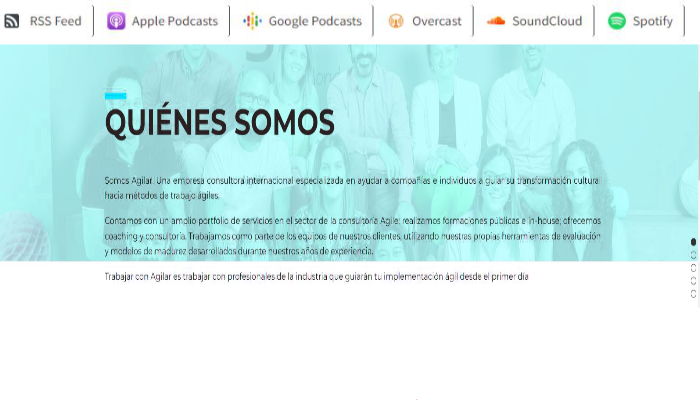 RSS Feed Apple Podcasts Google Podcasts Overcast SoundCloud Spotify
QUIÉNES SOMOS
Somos Agilar. Una empresa consultora internacional especializada en ayudar a compañías e individuos a guiar su transformación cultural
hacia métodos de trabajo ágiles.
Contamos con un amplio portfolio de servicios en el sector de la consultoría Agile: realizamos formaciones públicas e in-house; ofrecemos
coaching y consultoría. Trabajamos como parte de los equipos de nuestros clientes, utilizando nuestras propias herramientas de evaluación
y modelos de madurez desarrollados durante nuestros años de experiencia.
Trabajar con Agilar es trabajar con profesionales de la industria que guiarán tu implementación ágil desde el primer día